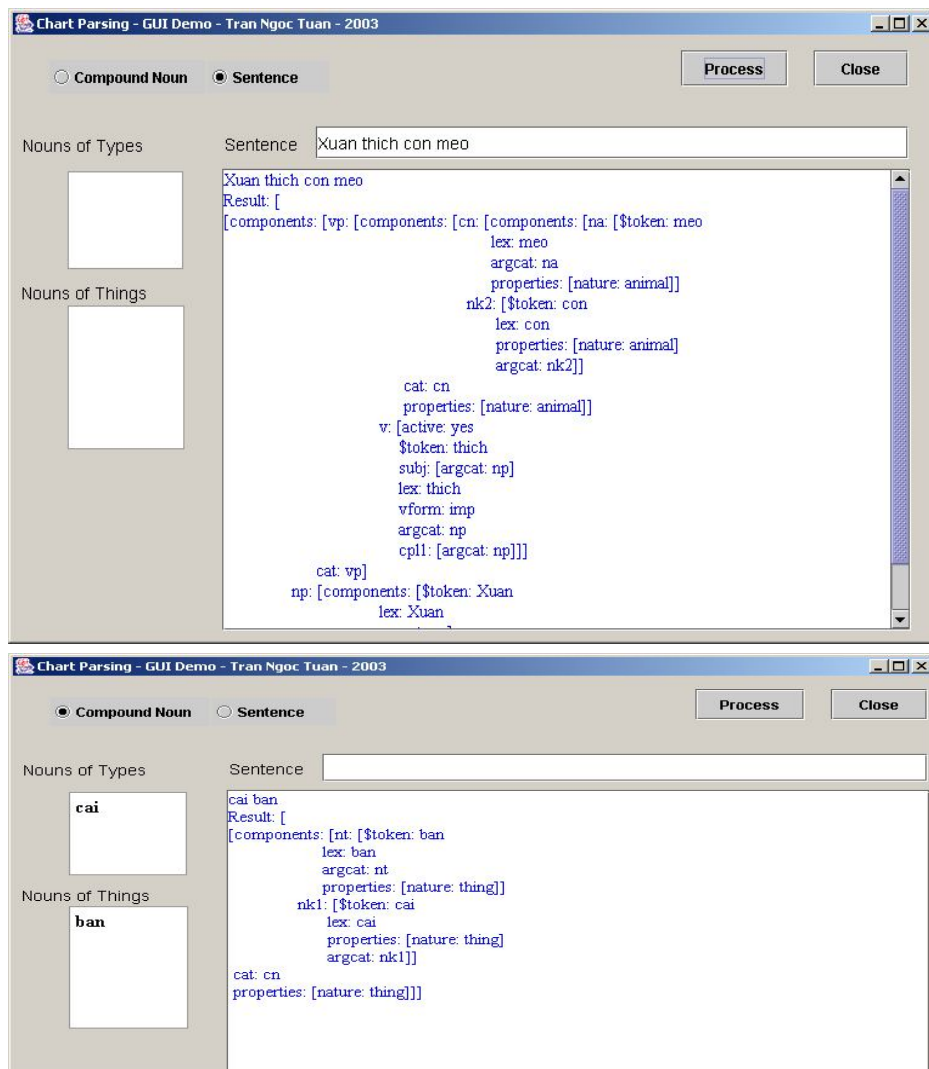 Chart Parsing - GUI Demo - Tran Ngoc Tuan - 2003
Compound Noun Sentence Process Close
Nouns of Types
Sentence Xuan thich con meo
Xuan thich con meo
Result: [
[components: [vp: [components: [cn: [components: [na: [$token: meo
lex: meo
argcat: na
properties: [nature: animal]]
Nouns of Things
nk2: [$token: con
lex: con
properties: [nature: animal]
argcat: nk2]]
cat: cn
properties: [nature: animal]]
v: [active: yes
$token: thich
subj: [argcat: np]
lex: thich
vform: imp
argcat: np
cpl1: [argcat: np]]]
cat: vp]
np: [components: [$token: Xuan
lex: Xuan
Chart Parsing - GUI Demo - Tran Ngoc Tuan - 2003
Compound Noun Sentence Process Close
Nouns of Types
cai
Nouns of Things
ban
Sentence
cai ban
Result: [
[components: [nt: [$token: ban
lex: ban
argcat: nt
properties: [nature: thing]]
nk1: [$token: cai
lex: cai
properties: [nature: thing]
argcat: nk1]]
cat: cn
properties: [nature: thing]]]